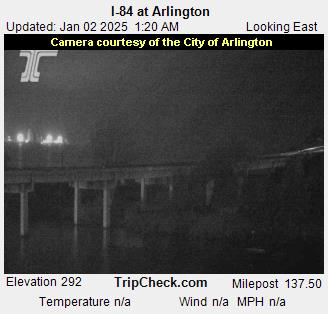 I-84 at Arlington
Updated: Jan 02 2025 1:20 AM Looking East
Camera courtesy of the City of Arlington
Elevation 292 TripCheck.com Milepost 137.50
Temperature n/a Wind n/a MPH n/a